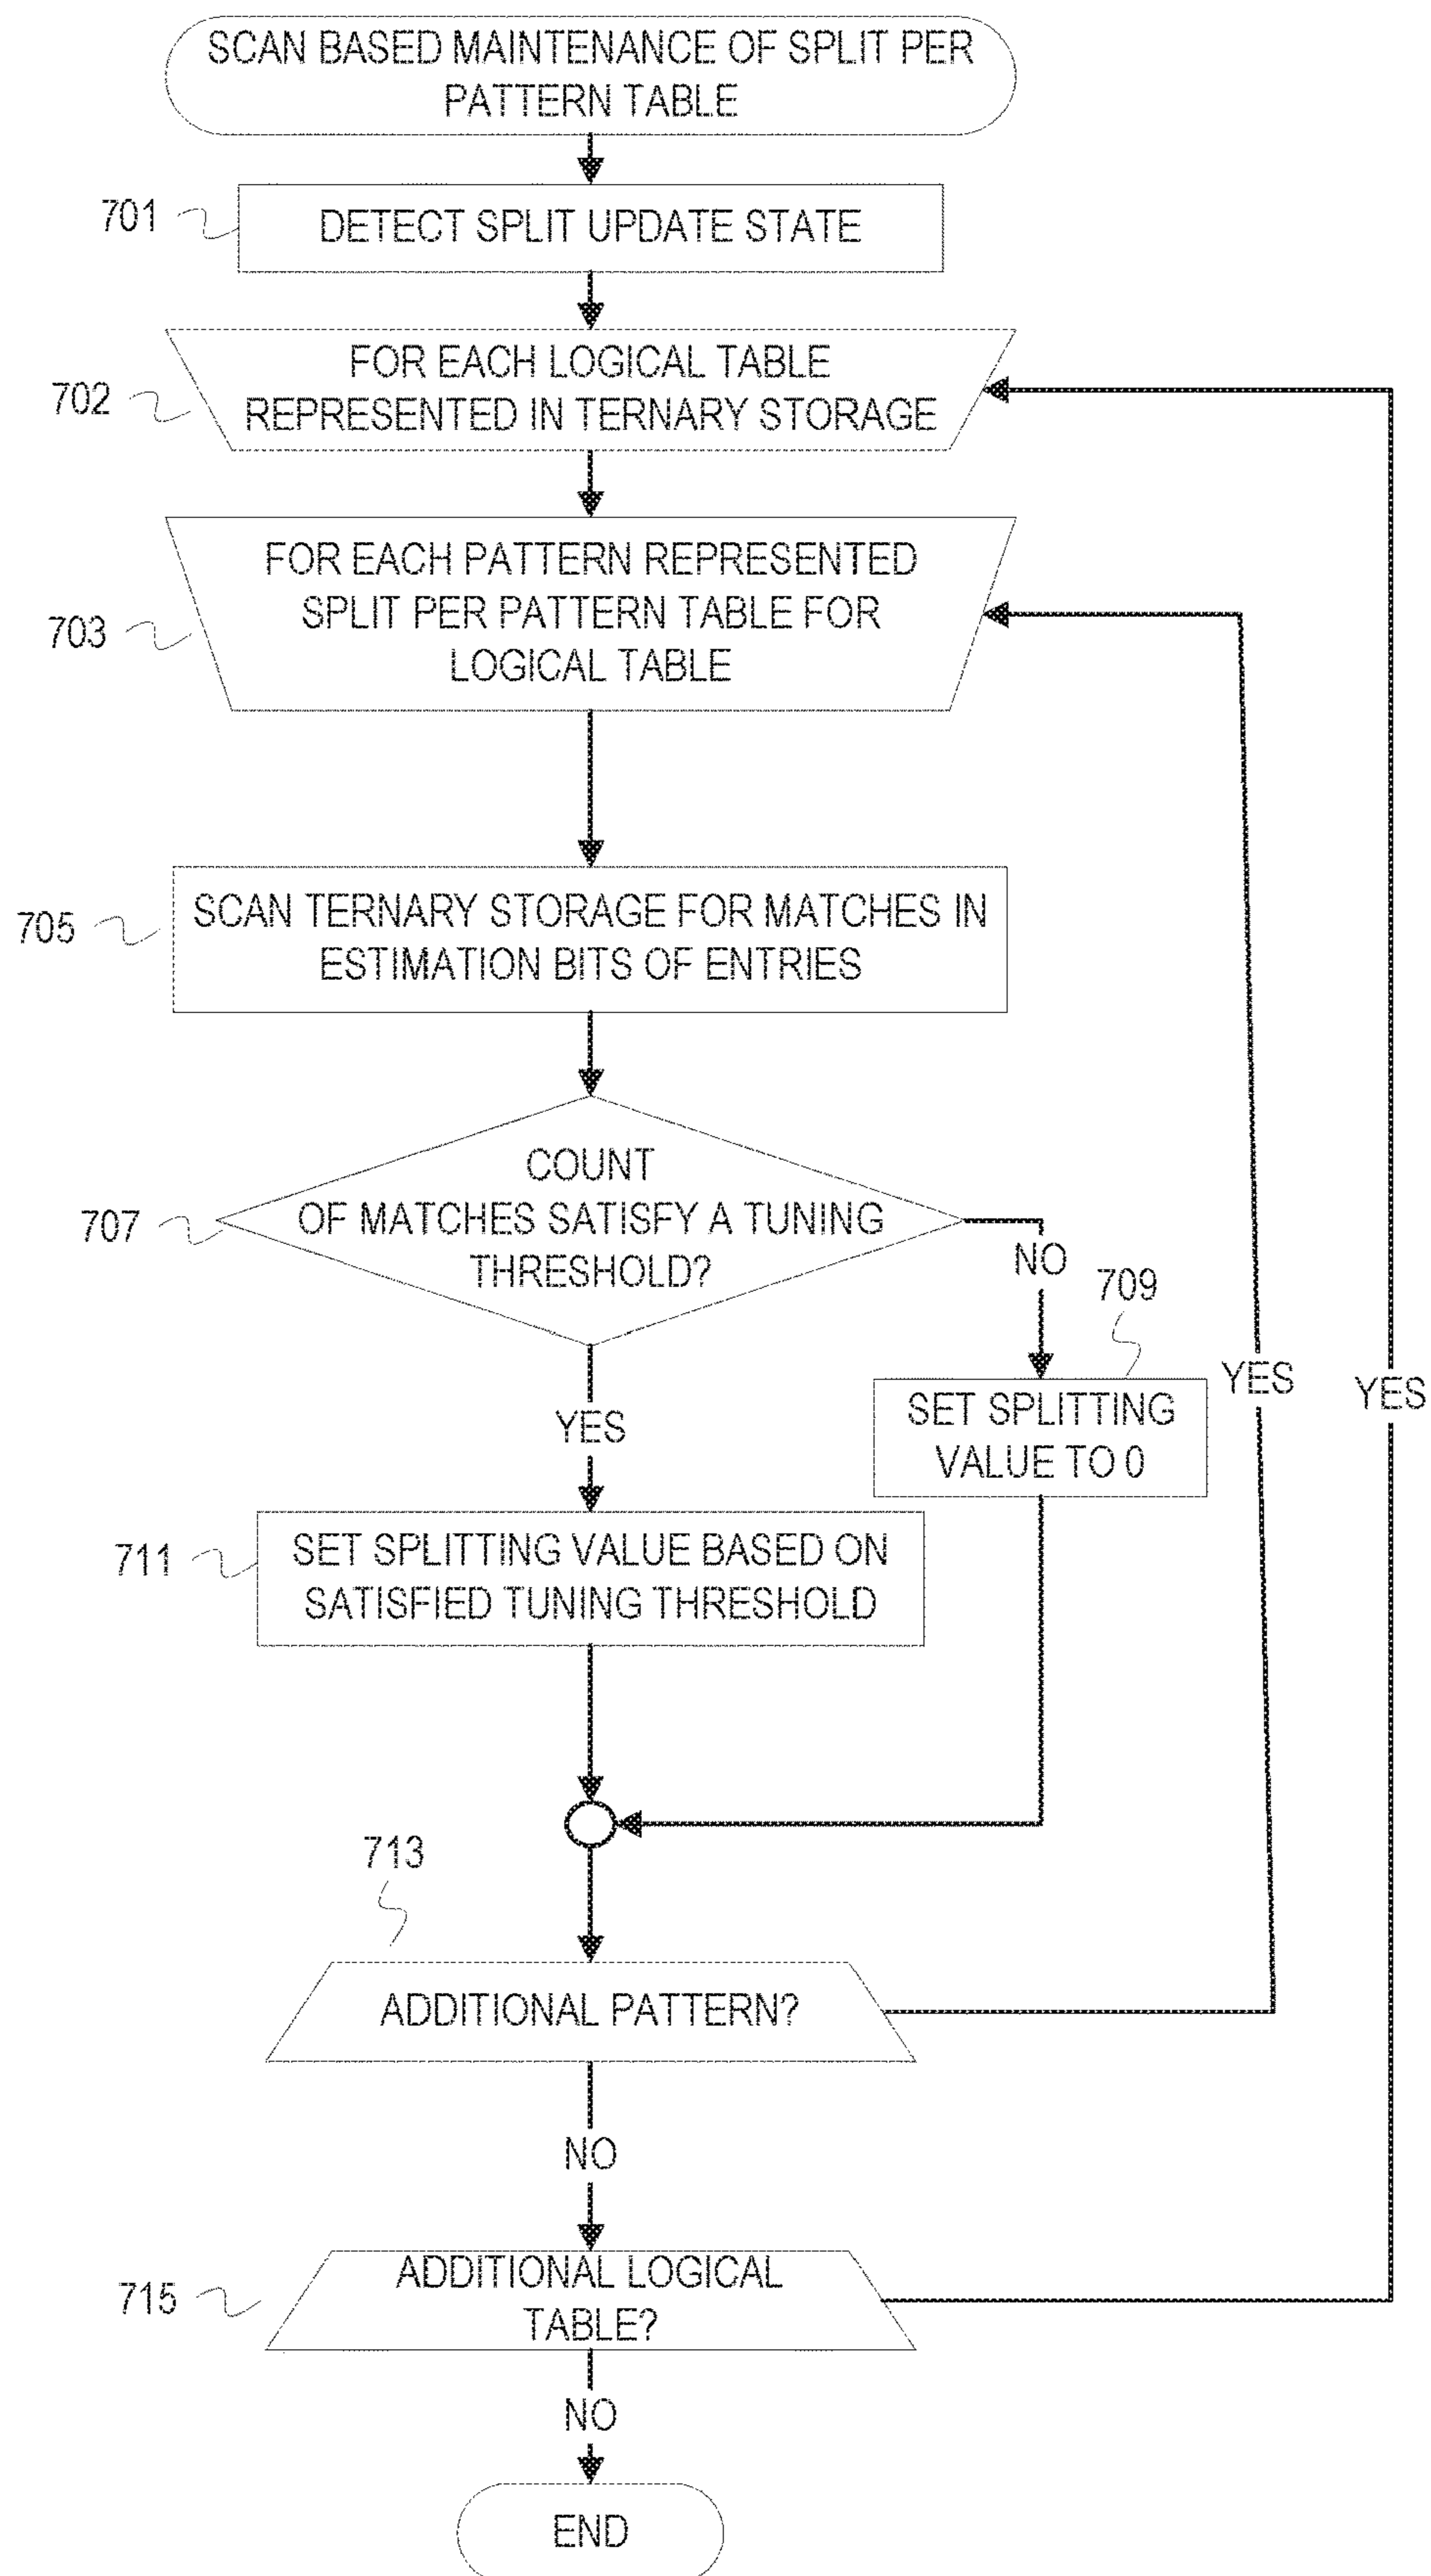 SCAN BASED MAINTENANCE OF SPLIT PER
PATTERN TABLE
701
DETECT SPLIT UPDATE STATE
702
FOR EACH LOGICAL TABLE
REPRESENTED IN TERNARY STORAGE
703
FOR EACH PATTERN REPRESENTED
SPLIT PER PATTERN TABLE FOR
LOGICAL TABLE
705
SCAN TERNARY STORAGE FOR MATCHES IN
ESTIMATION BITS OF ENTRIES
707
COUNT
OF MATCHES SATISFY A TUNING
THRESHOLD?
NO
709
SET SPLITTING
VALUE TO 0
YES
YES
YES
711
SET SPLITTING VALUE BASED ON
SATISFIED TUNING THRESHOLD
713
ADDITIONAL PATTERN?
NO
715
ADDITIONAL LOGICAL
TABLE?
NO
END